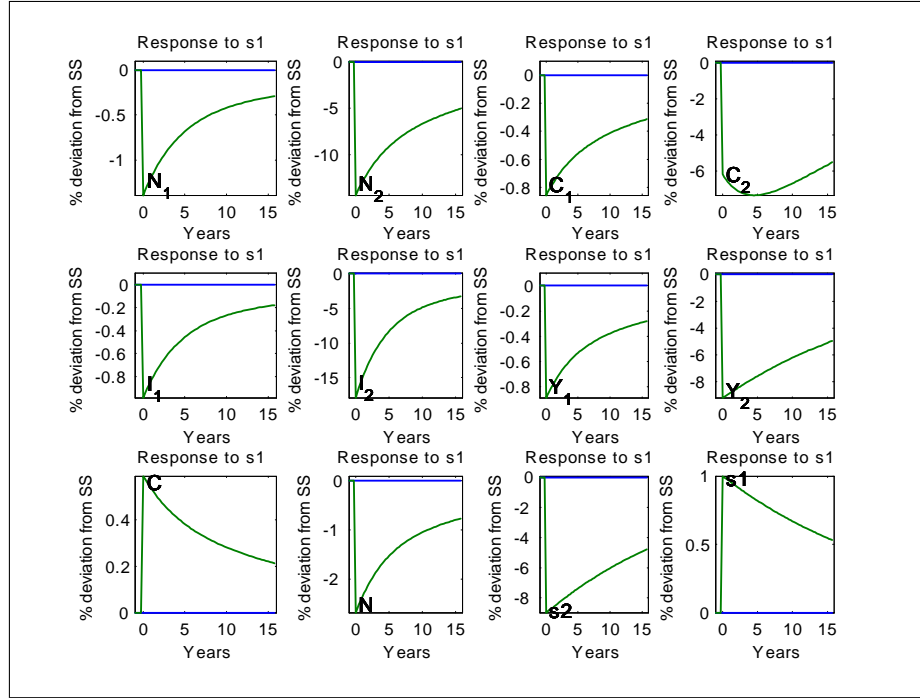 Response to s1
% deviation from SS
0
-0.5
-1
N1
0 5 10 15
Years
Response to s1
% deviation from SS
0
-5
-10
N2
0 5 10 15
Years
Response to s1
% deviation from SS
0
-0.2
-0.4
-0.6
-0.8
C1
0 5 10 15
Years
Response to s1
% deviation from SS
0
-2
-4
-6
C2
0 5 10 15
Years
Response to s1
% deviation from SS
0
-0.2
-0.4
-0.6
-0.8
I1
0 5 10 15
Years
Response to s1
% deviation from SS
0
-5
-10
-15
I2
0 5 10 15
Years
Response to s1
% deviation from SS
0
-0.2
-0.4
-0.6
-0.8
Y1
0 5 10 15
Years
Response to s1
% deviation from SS
0
-2
-4
-6
-8
Y2
0 5 10 15
Years
Response to s1
% deviation from SS
C
0.4
0.2
0
0 5 10 15
Years
Response to s1
% deviation from SS
0
-1
-2
N
0 5 10 15
Years
Response to s1
% deviation from SS
0
-2
-4
-6
-8
s2
0 5 10 15
Years
Response to s1
% deviation from SS
1
s1
0.5
0
0 5 10 15
Years